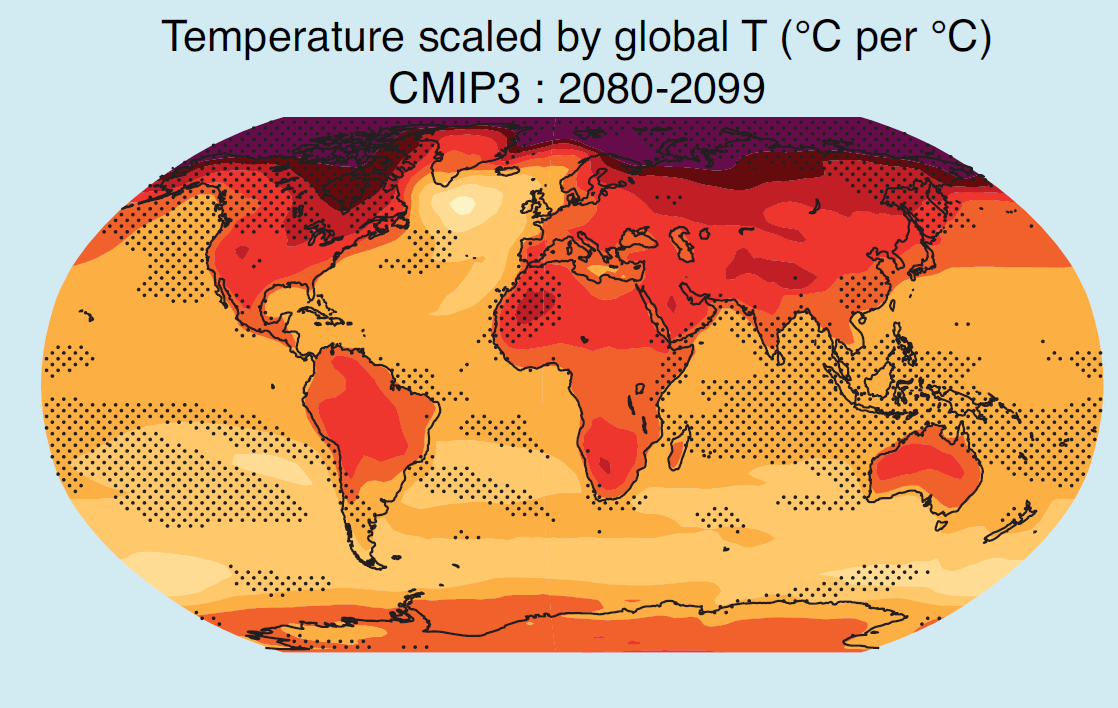 Temperature scaled by global T (°C per °C)
CMIP3 : 2080-2099